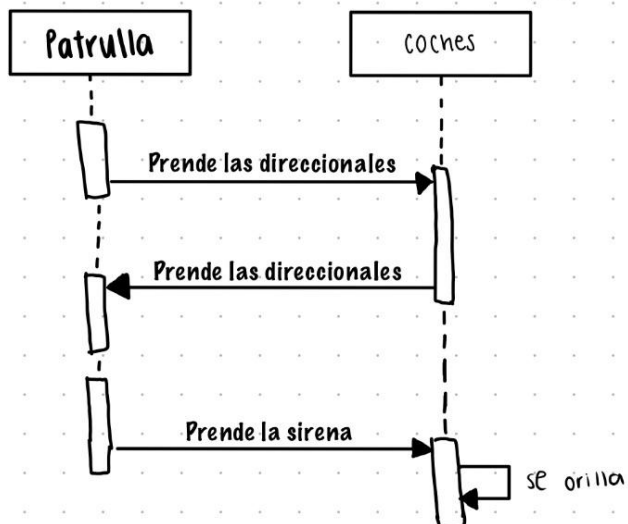 Patrulla
coches
Prende las direccionales
Prende las direccionales
Prende la sirena
se orilla